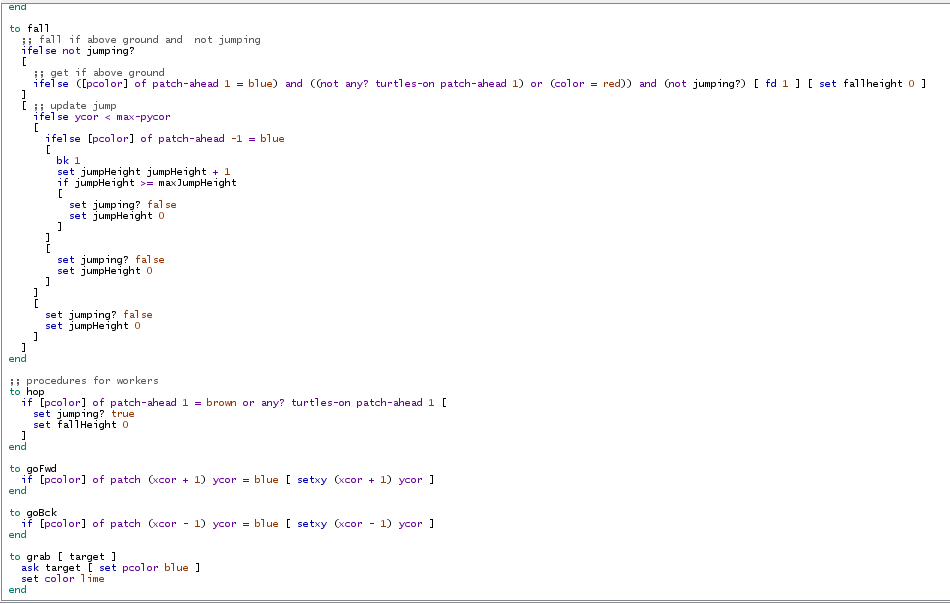 end
to fall
;; fall if above ground and  not jumping
ifelse not jumping?
[
;; get if above ground
ifelse ([pcolor] of patch-ahead 1 = blue) and ((not any? turtles-on patch-ahead 1) or (color = red)) and (not jumping?) [ fd 1 ] [ set fallheight 0 ]
]
[ ;; update jump
ifelse ycor < max-pycor
[
ifelse [pcolor] of patch-ahead -1 = blue
[
bk 1
set jumpHeight jumpHeight + 1
if jumpHeight >= maxJumpHeight
[
set jumping? false
set jumpHeight 0
]
]
[
set jumping? false
set jumpHeight 0
]
]
[
set jumping? false
set jumpHeight 0
]
]
end
;; procedures for workers
to hop
if [pcolor] of patch-ahead 1 = brown or any? turtles-on patch-ahead 1 [
set jumping? true
set fallHeight 0
]
end
to goFwd
if [pcolor] of patch (xcor + 1) ycor = blue [ setxy (xcor + 1) ycor ]
end
to goBck
if [pcolor] of patch (xcor - 1) ycor = blue [ setxy (xcor - 1) ycor ]
end
to grab [ target ]
ask target [ set pcolor blue ]
set color lime
end